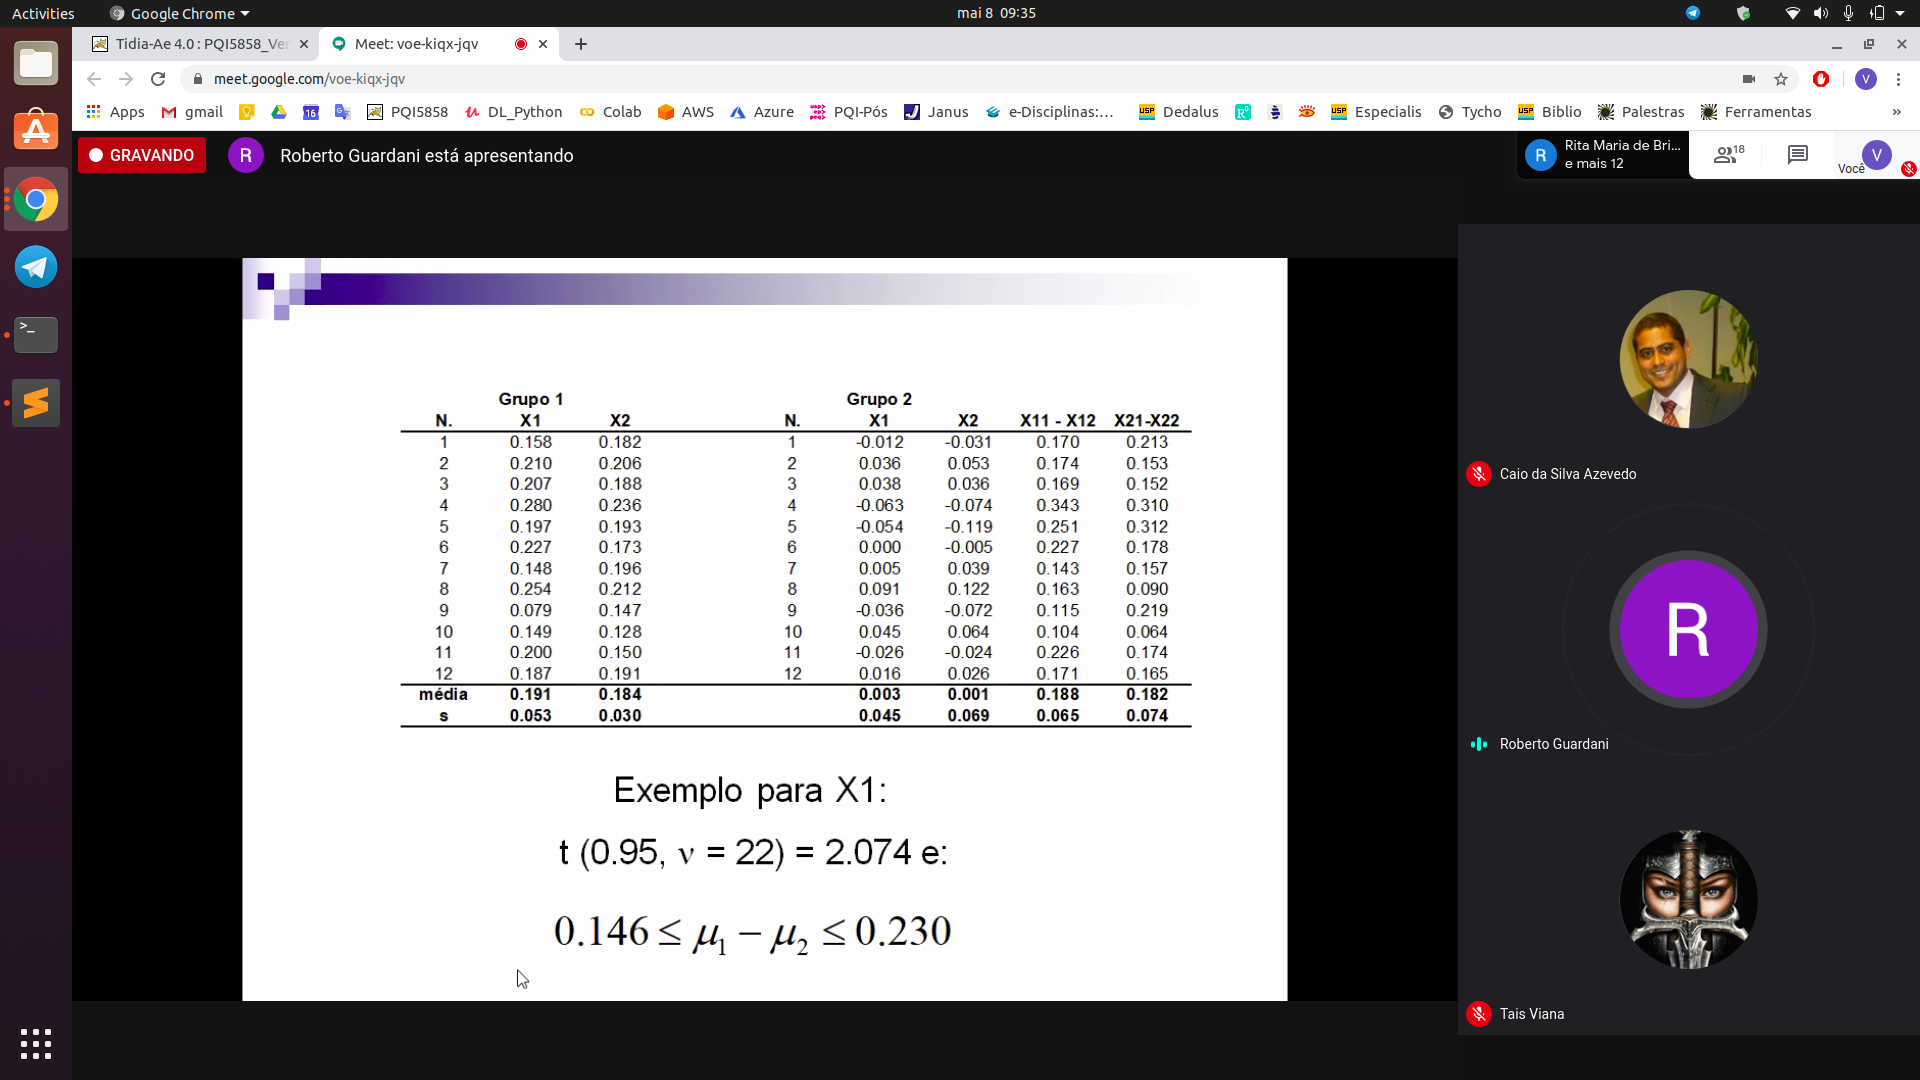 Activities Google Chrome mai 8 09:35
Tidia-Ae 4.0 : PQI5858_Ver Meet: voe-kiqx-jqv
meet.google.com/voe-kiqx-jqv V
Apps gmail 16 PQI5858 DL_Python Colab AWS Azure PQI-Pós Janus e-Disciplinas:... USP Dedalus R USP Especialis Tycho USP Biblio Palestras Ferramentas »
GRAVANDO R Roberto Guardani está apresentando R Rita Maria de Bri... 18 V
e mais 12 Você
Grupo 1 Grupo 2
N. X1 X2 N. X1 X2 X11 - X12 X21-X22
1 0.158 0.182 1 -0.012 -0.031 0.170 0.213
2 0.210 0.206 2 0.036 0.053 0.174 0.153
3 0.207 0.188 3 0.038 0.036 0.169 0.152
4 0.280 0.236 4 -0.063 -0.074 0.343 0.310
5 0.197 0.193 5 -0.054 -0.119 0.251 0.312
6 0.227 0.173 6 0.000 -0.005 0.227 0.178
7 0.148 0.196 7 0.005 0.039 0.143 0.157
8 0.254 0.212 8 0.091 0.122 0.163 0.090
9 0.079 0.147 9 -0.036 -0.072 0.115 0.219
10 0.149 0.128 10 0.045 0.064 0.104 0.064
11 0.200 0.150 11 -0.026 -0.024 0.226 0.174
12 0.187 0.191 12 0.016 0.026 0.171 0.165
média 0.191 0.184 0.003 0.001 0.188 0.182
s 0.053 0.030 0.045 0.069 0.065 0.074
Exemplo para X1:
t (0.95, ν = 22) = 2.074 e:
0.146 ≤ μ₁ − μ₂ ≤ 0.230
Caio da Silva Azevedo
R
Roberto Guardani
Tais Viana